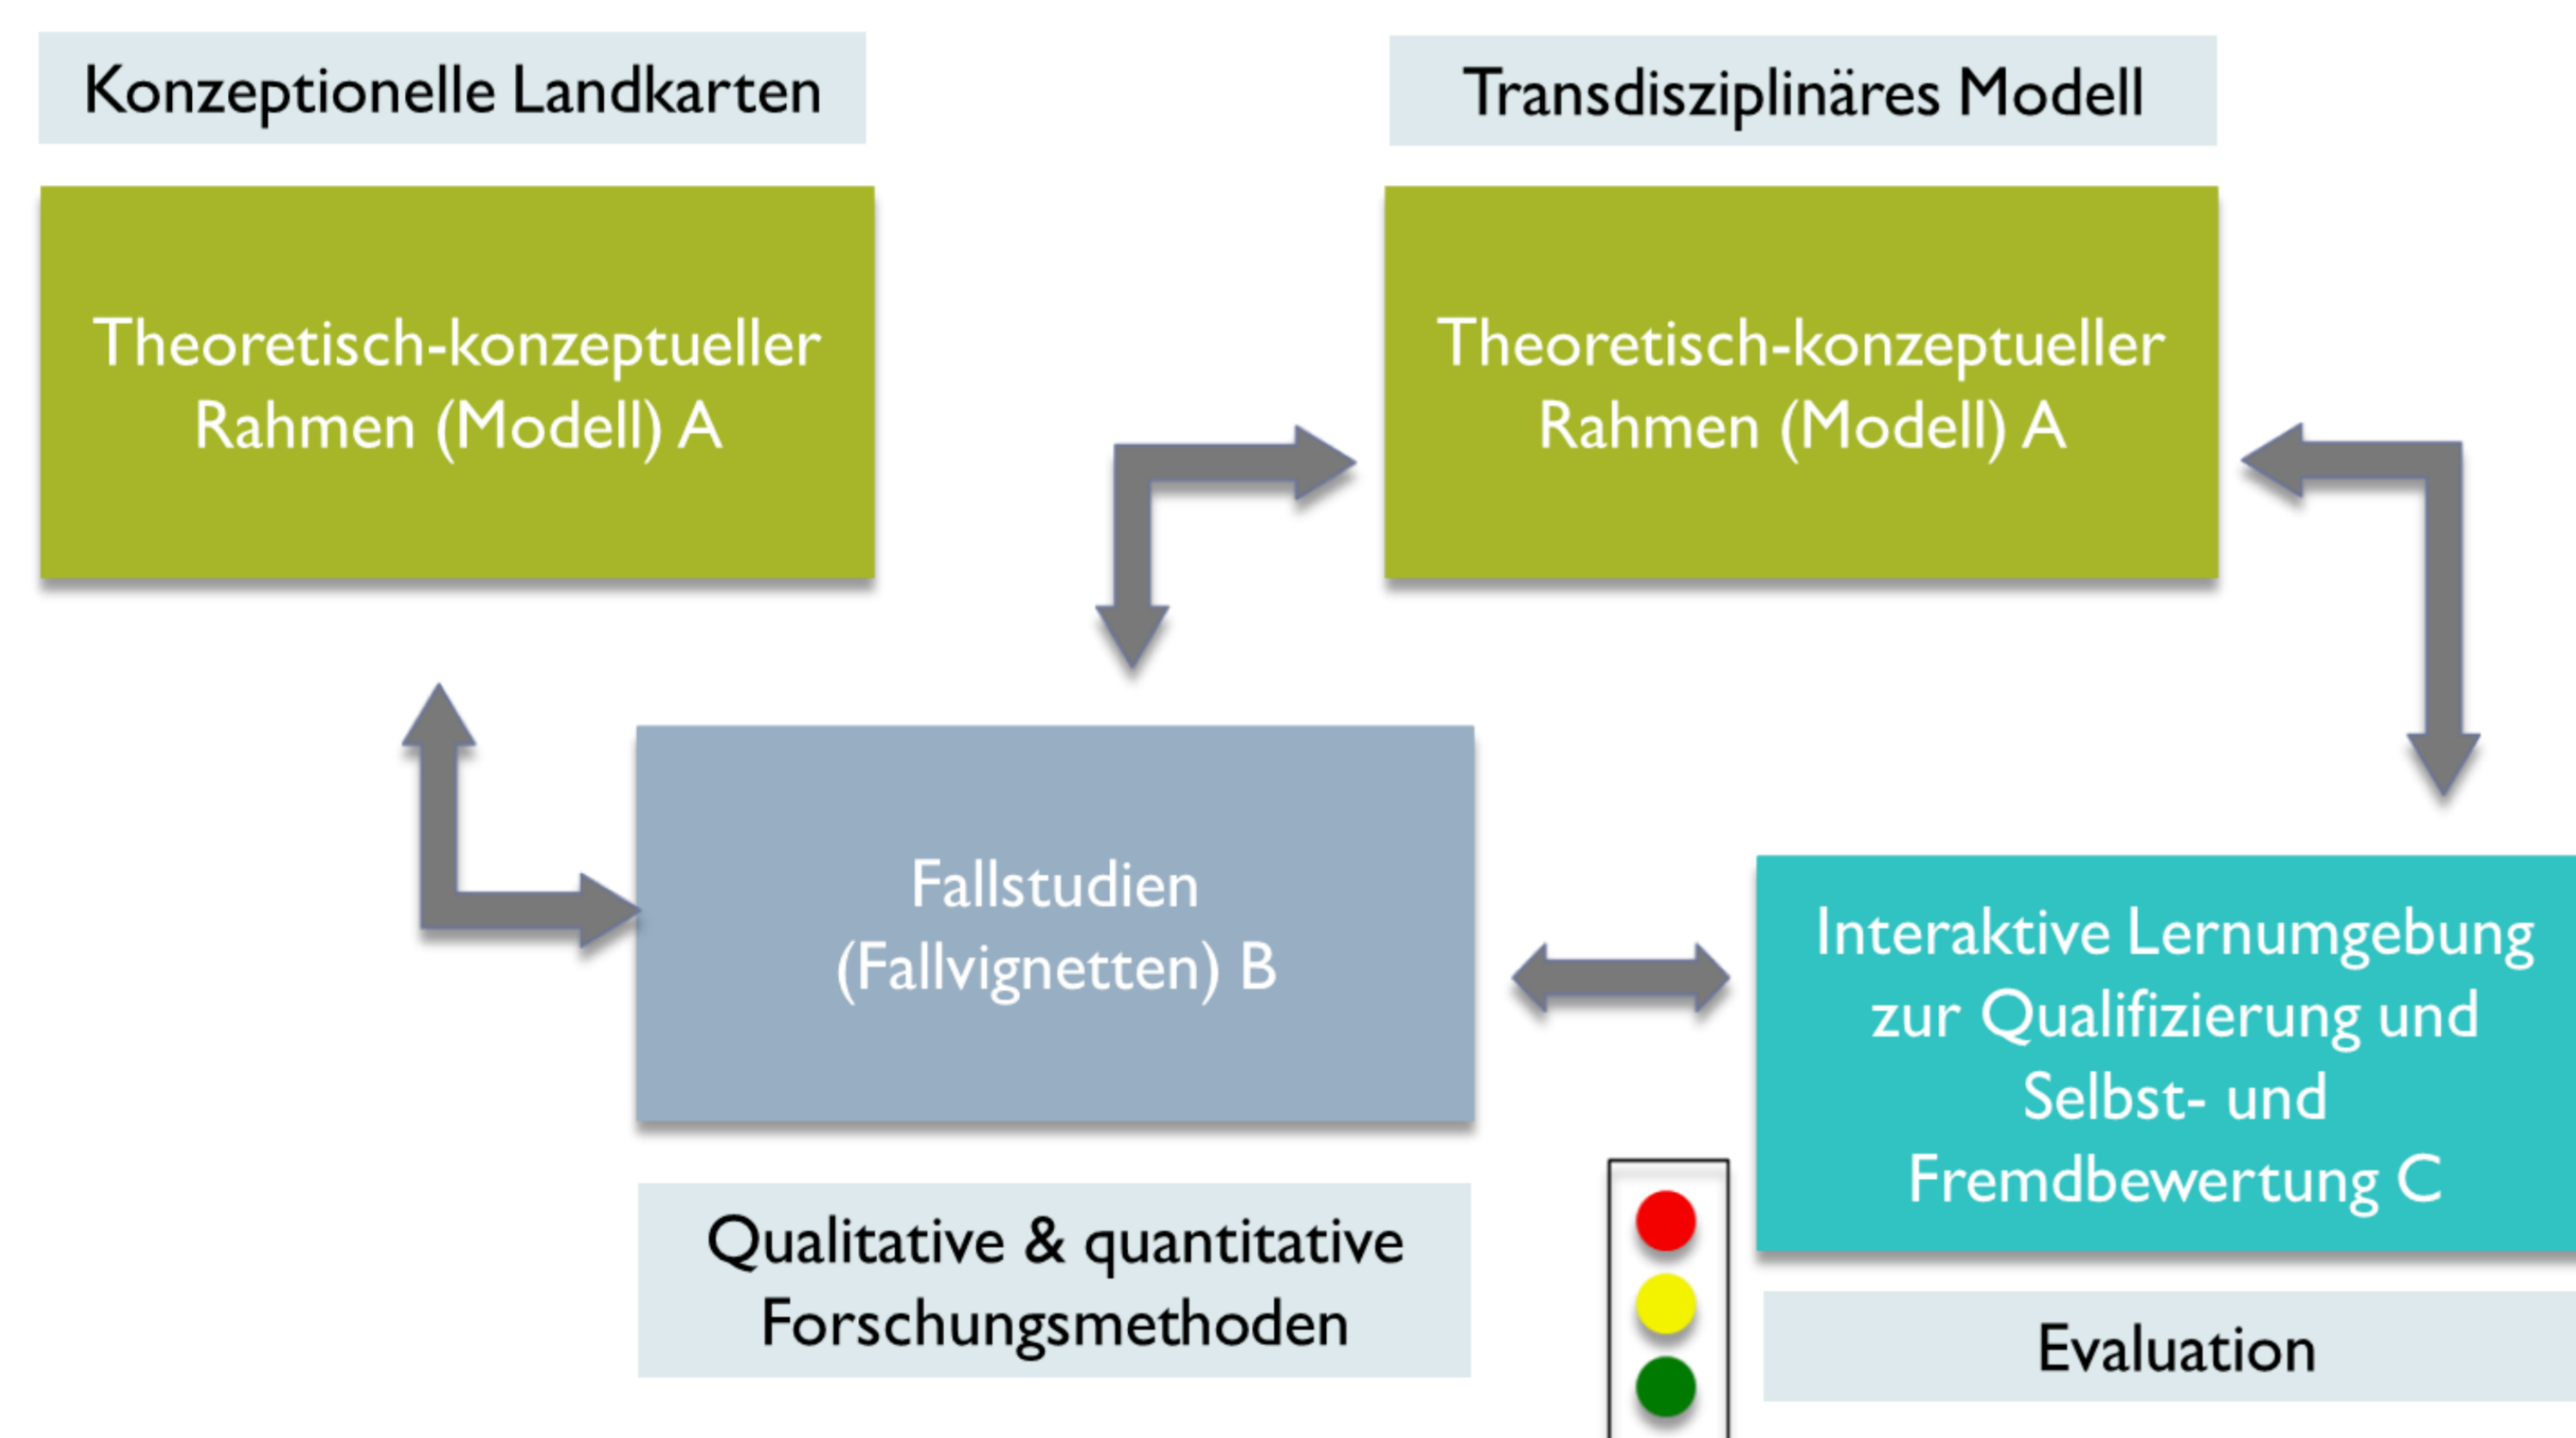 Konzeptionelle Landkarten
Transdisziplinäres Modell
Theoretisch-konzeptueller
Rahmen (Modell) A
Theoretisch-konzeptueller
Rahmen (Modell) A
Fallstudien
(Fallvignetten) B
Interaktive Lernumgebung
zur Qualifizierung und
Selbst- und
Fremdbewertung C
Qualitative & quantitative
Forschungsmethoden
Evaluation